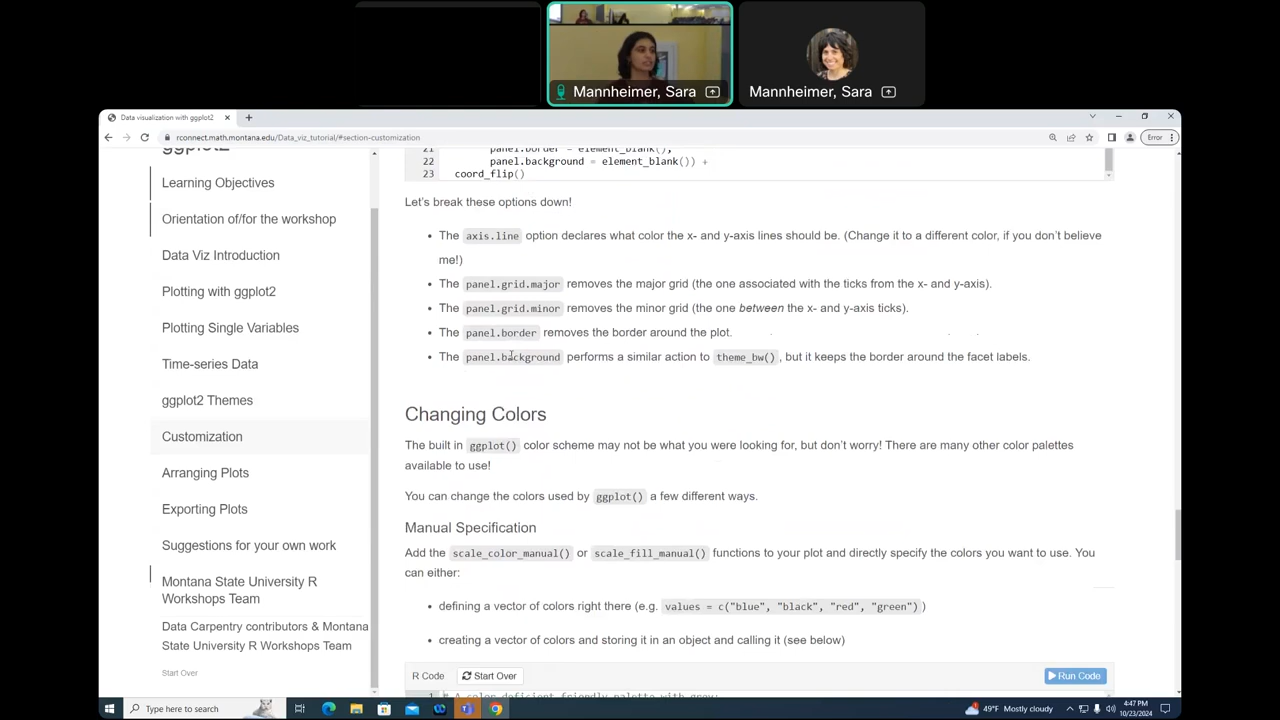 Mannheimer, Sara
Mannheimer, Sara
Data visualization with ggplot2
rconnect.math.montana.edu/Data_viz_tutorial/#section-customization
Error
ggplot2
Learning Objectives
Orientation of/for the workshop
Data Viz Introduction
Plotting with ggplot2
Plotting Single Variables
Time-series Data
ggplot2 Themes
Customization
Arranging Plots
Exporting Plots
Suggestions for your own work
Montana State University R
Workshops Team
Data Carpentry contributors & Montana
State University R Workshops Team
Start Over
21 panel.border = element_blank(),
22 panel.background = element_blank()) +
23 coord_flip()
Let's break these options down!
• The axis.line option declares what color the x- and y-axis lines should be. (Change it to a different color, if you don't believe
me!)
• The panel.grid.major removes the major grid (the one associated with the ticks from the x- and y-axis).
• The panel.grid.minor removes the minor grid (the one between the x- and y-axis ticks).
• The panel.border removes the border around the plot.
• The panel.background performs a similar action to theme_bw(), but it keeps the border around the facet labels.
Changing Colors
The built in ggplot() color scheme may not be what you were looking for, but don't worry! There are many other color palettes
available to use!
You can change the colors used by ggplot() a few different ways.
Manual Specification
Add the scale_color_manual() or scale_fill_manual() functions to your plot and directly specify the colors you want to use. You
can either:
• defining a vector of colors right there (e.g. values = c("blue", "black", "red", "green"))
• creating a vector of colors and storing it in an object and calling it (see below)
R Code Start Over Run Code
1 # A color-deficient-friendly palette with grey:
Type here to search
49°F Mostly cloudy
4:47 PM
10/23/2024